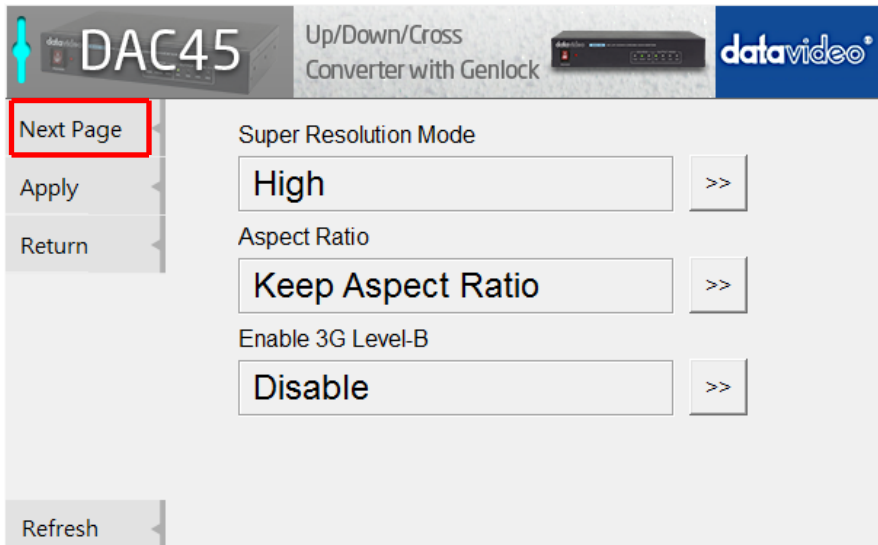 DAC45
Up/Down/Cross
Converter with Genlock
datavideo
Next Page
Apply
Return
Refresh
Super Resolution Mode
High
>>
Aspect Ratio
Keep Aspect Ratio
>>
Enable 3G Level-B
Disable
>>